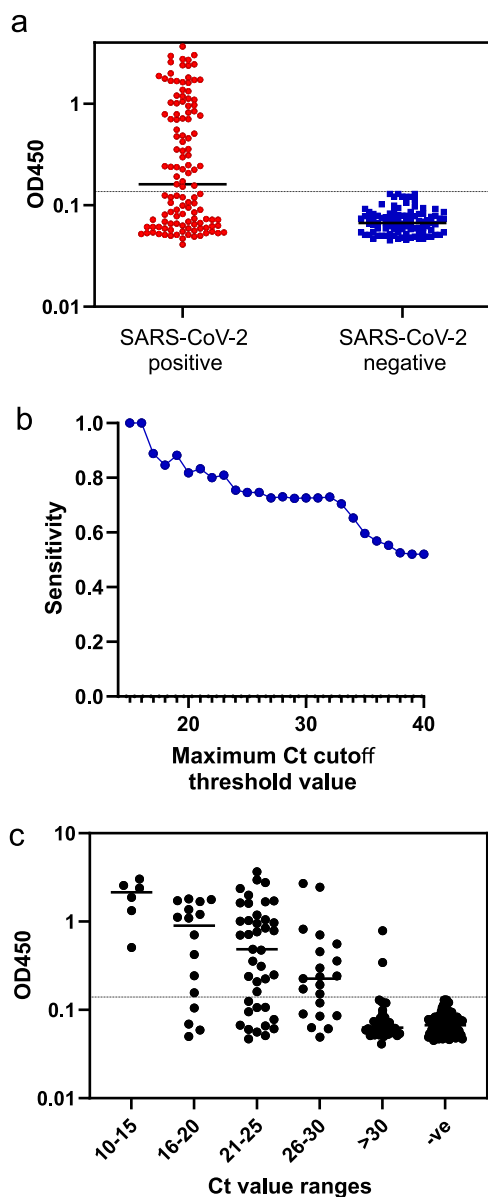 a
OD450
1
0.1
0.01
SARS-CoV-2
positive
SARS-CoV-2
negative
b
Sensitivity
1.0
0.8
0.6
0.4
0.2
0.0
20
30
40
Maximum Ct cutoff
threshold value
c
OD450
10
1
0.1
0.01
10-15
16-20
21-25
26-30
>30
-ve
Ct value ranges